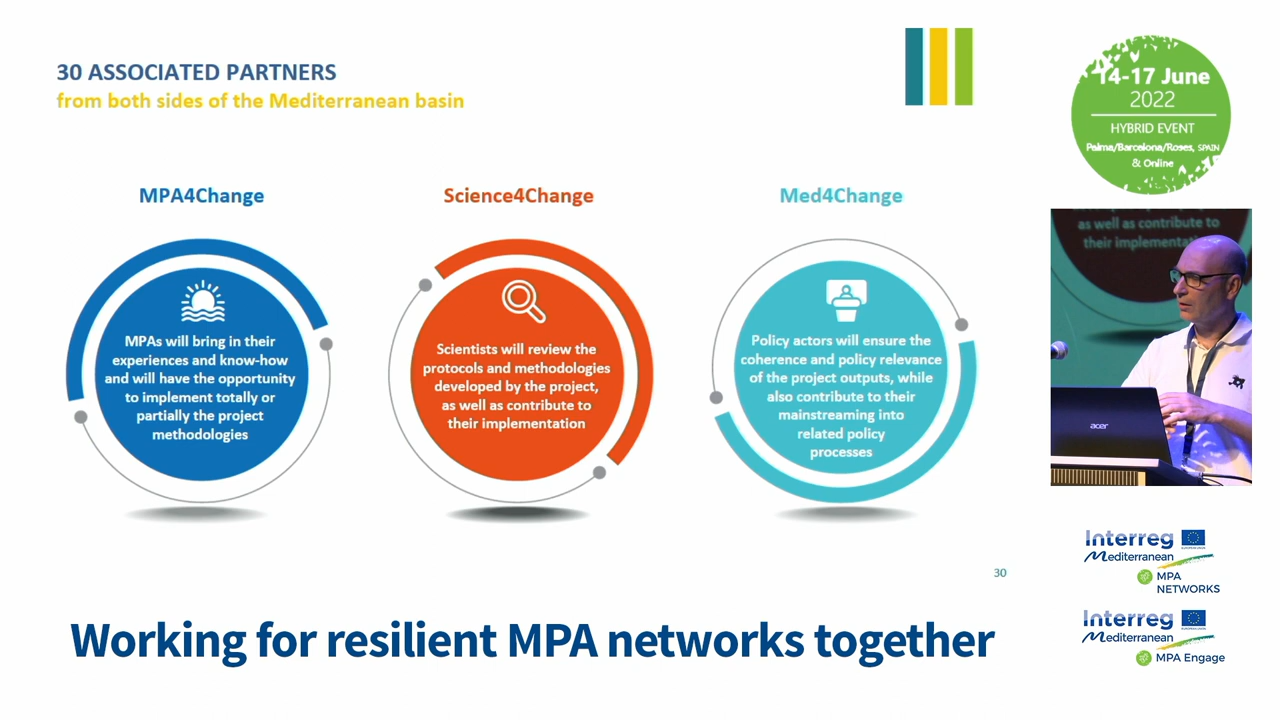 30 ASSOCIATED PARTNERS
from both sides of the Mediterranean basin
MPA4Change
MPAs will bring in their
experiences and know-how
and will have the opportunity
to implement totally or
partially the project
methodologies
Science4Change
Scientists will review the
protocols and methodologies
developed by the project,
as well as contribute to
their implementation
Med4Change
Policy actors will ensure the
coherence and policy relevance
of the project outputs, while
also contribute to their
mainstreaming into
related policy
processes
30
Working for resilient MPA networks together
14-17 June
2022
HYBRID EVENT
Palma/Barcelona/Roses, SPAIN
& Online
as well as contribute to
their implementat
acer
Interreg
EUROPEAN UNION
Mediterranean
MPA
NETWORKS
Interreg
EUROPEAN UNION
Mediterranean
MPA Engage